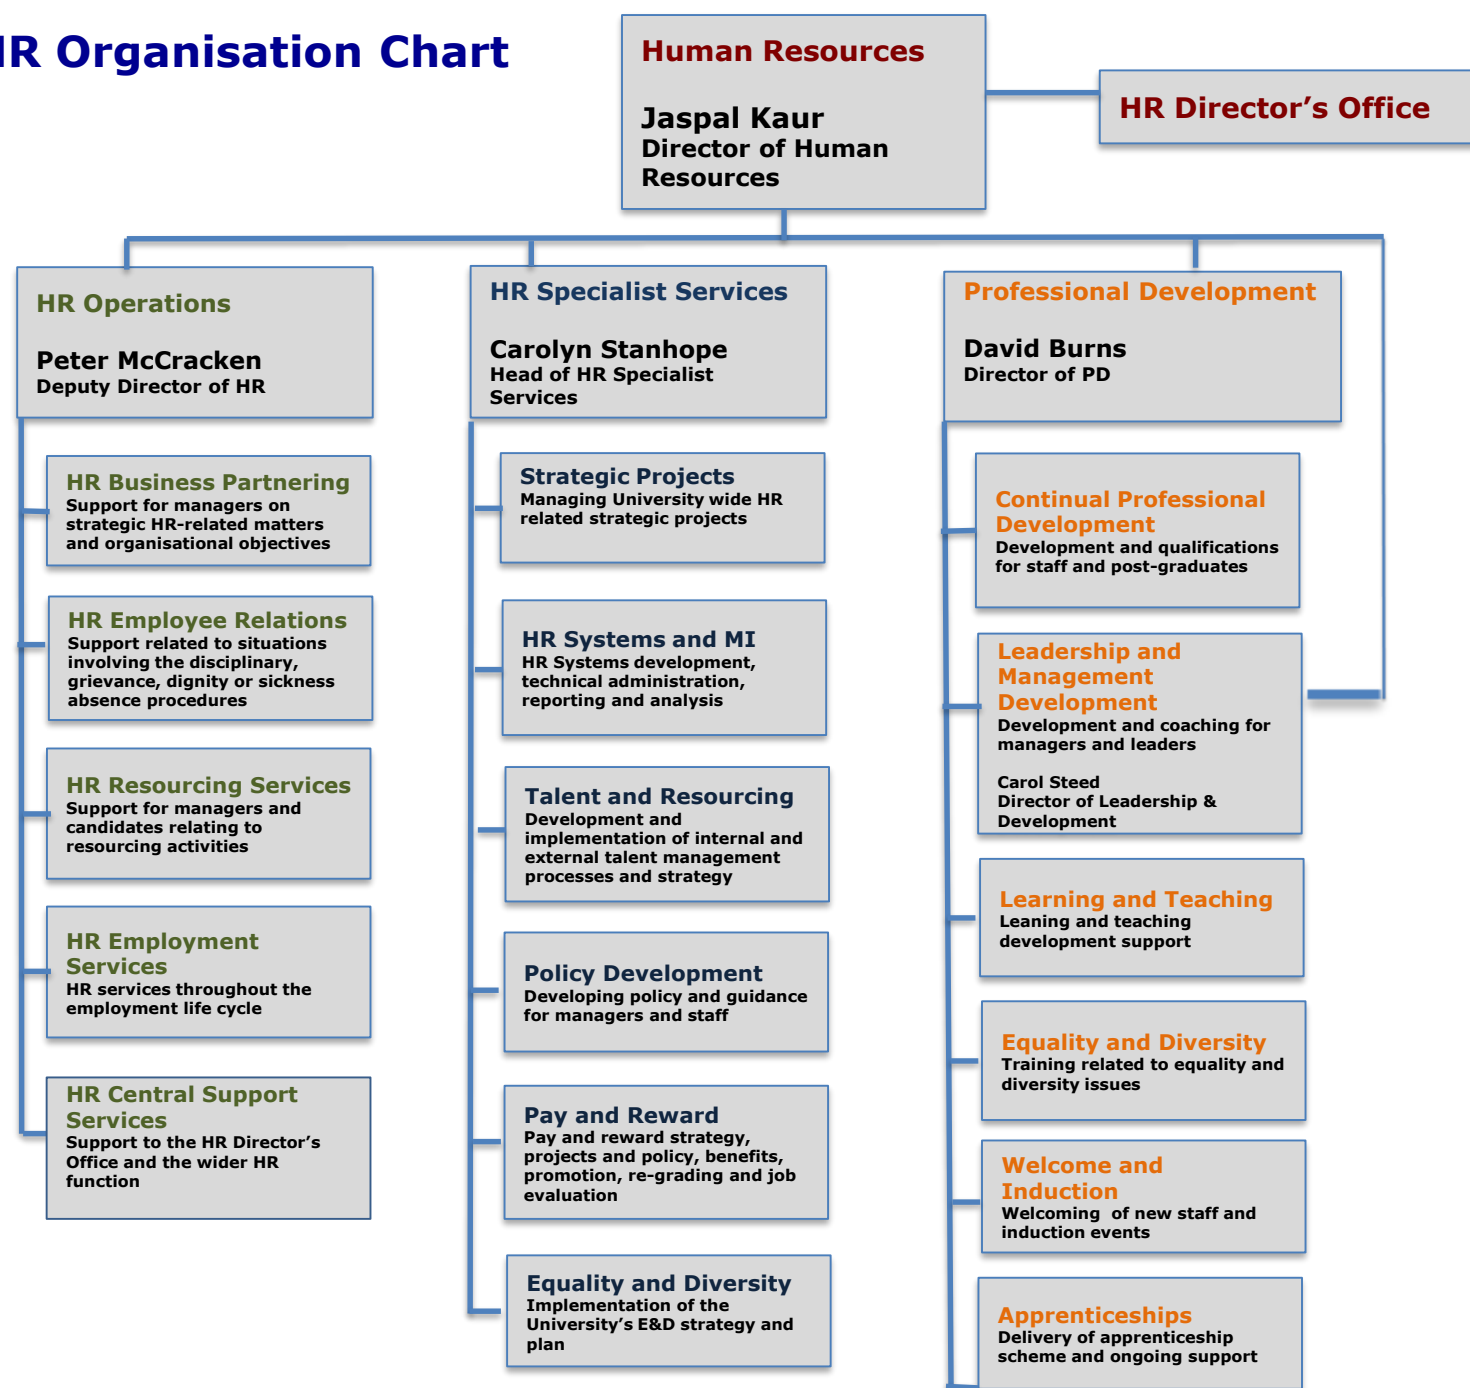 HR Organisation Chart
Human Resources
Jaspal Kaur
Director of Human
Resources
HR Director’s Office
HR Operations
Peter McCracken
Deputy Director of HR
HR Business Partnering
Support for managers on
strategic HR-related matters
and organisational objectives
HR Employee Relations
Support related to situations
involving the disciplinary,
grievance, dignity or sickness
absence procedures
HR Resourcing Services
Support for managers and
candidates relating to
resourcing activities
HR Employment
Services
HR services throughout the
employment life cycle
HR Central Support
Services
Support to the HR Director’s
Office and the wider HR
function
HR Specialist Services
Carolyn Stanhope
Head of HR Specialist
Services
Strategic Projects
Managing University wide HR
related strategic projects
HR Systems and MI
HR Systems development,
technical administration,
reporting and analysis
Talent and Resourcing
Development and
implementation of internal and
external talent management
processes and strategy
Policy Development
Developing policy and guidance
for managers and staff
Pay and Reward
Pay and reward strategy,
projects and policy, benefits,
promotion, re-grading and job
evaluation
Equality and Diversity
Implementation of the
University’s E&D strategy and
plan
Professional Development
David Burns
Director of PD
Continual Professional
Development
Development and qualifications
for staff and post-graduates
Leadership and
Management
Development
Development and coaching for
managers and leaders
Carol Steed
Director of Leadership &
Development
Learning and Teaching
Leaning and teaching
development support
Equality and Diversity
Training related to equality and
diversity issues
Welcome and
Induction
Welcoming  of new staff and
induction events
Apprenticeships
Delivery of apprenticeship
scheme and ongoing support